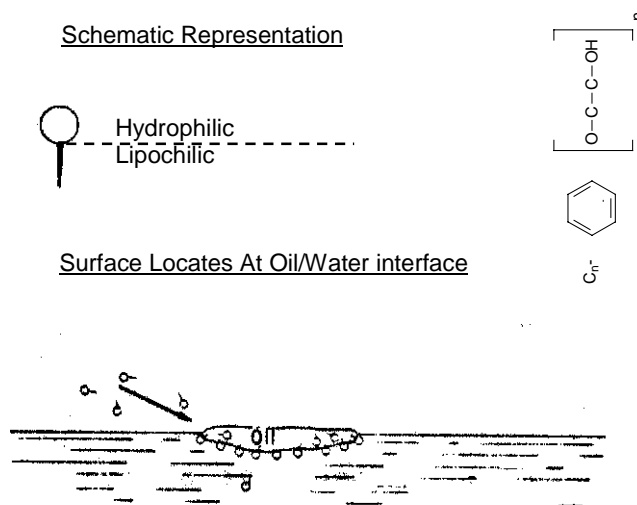 Schematic Representation
Hydrophilic
Lipochilic
O–C–C–OH
n
Cn-
Surface Locates At Oil/Water interface
Oil